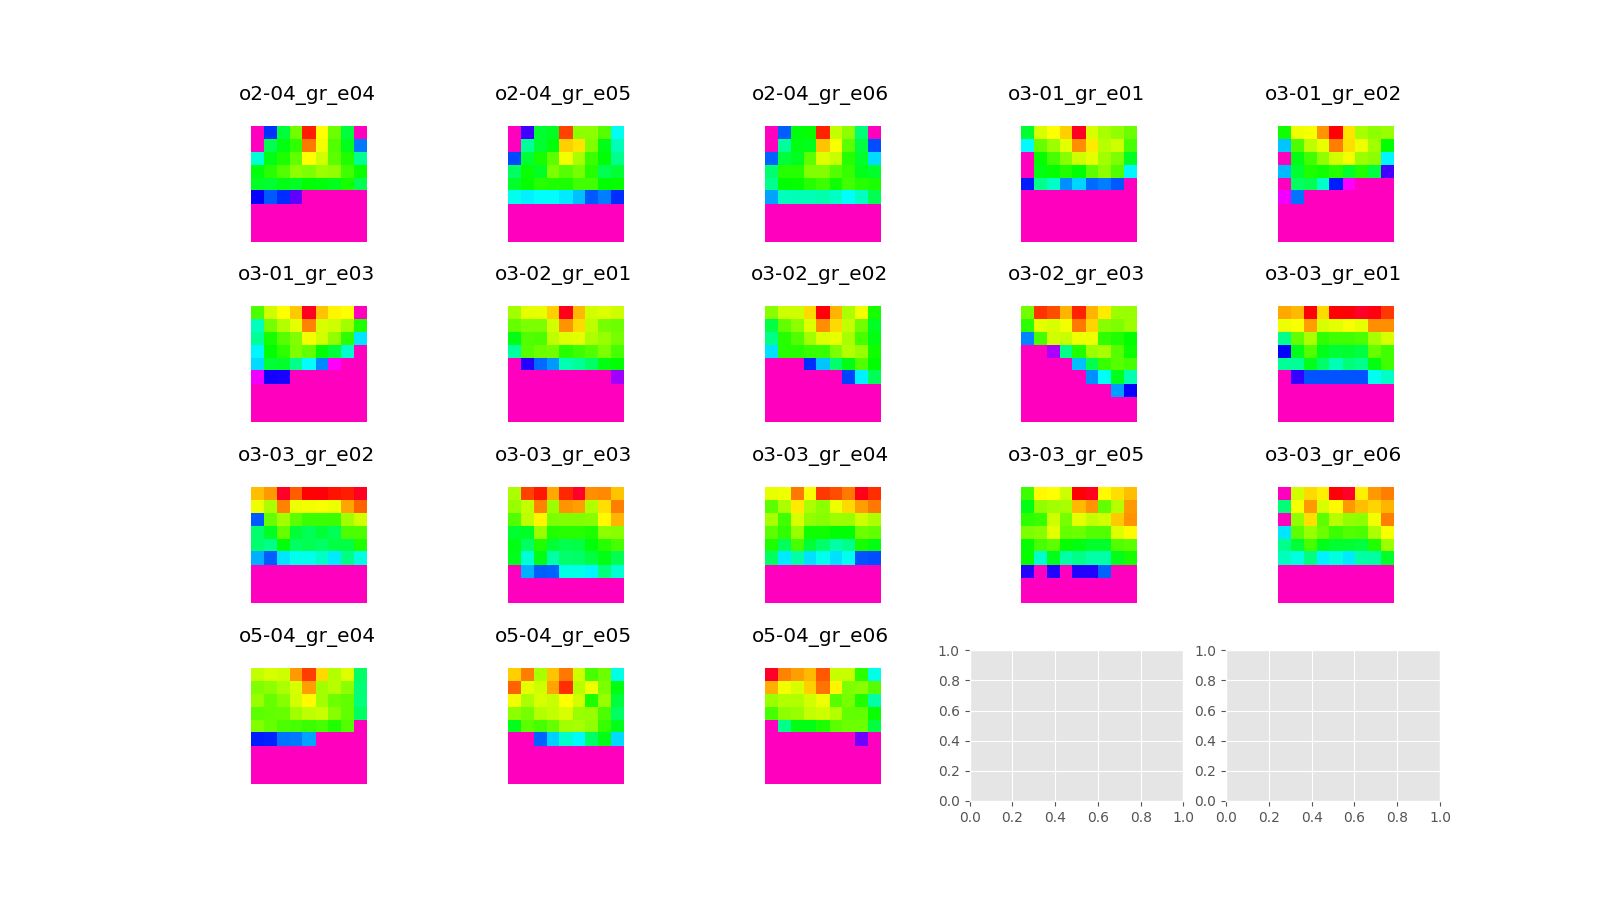 o2-04_gr_e04 o2-04_gr_e05 o2-04_gr_e06 o3-01_gr_e01 o3-01_gr_e02
o3-01_gr_e03 o3-02_gr_e01 o3-02_gr_e02 o3-02_gr_e03 o3-03_gr_e01
o3-03_gr_e02 o3-03_gr_e03 o3-03_gr_e04 o3-03_gr_e05 o3-03_gr_e06
o5-04_gr_e04 o5-04_gr_e05 o5-04_gr_e06
1.0 1.0
0.8 0.8
0.6 0.6
0.4 0.4
0.2 0.2
0.0 0.0
0.0 0.2 0.4 0.6 0.8 1.0 0.0 0.2 0.4 0.6 0.8 1.0